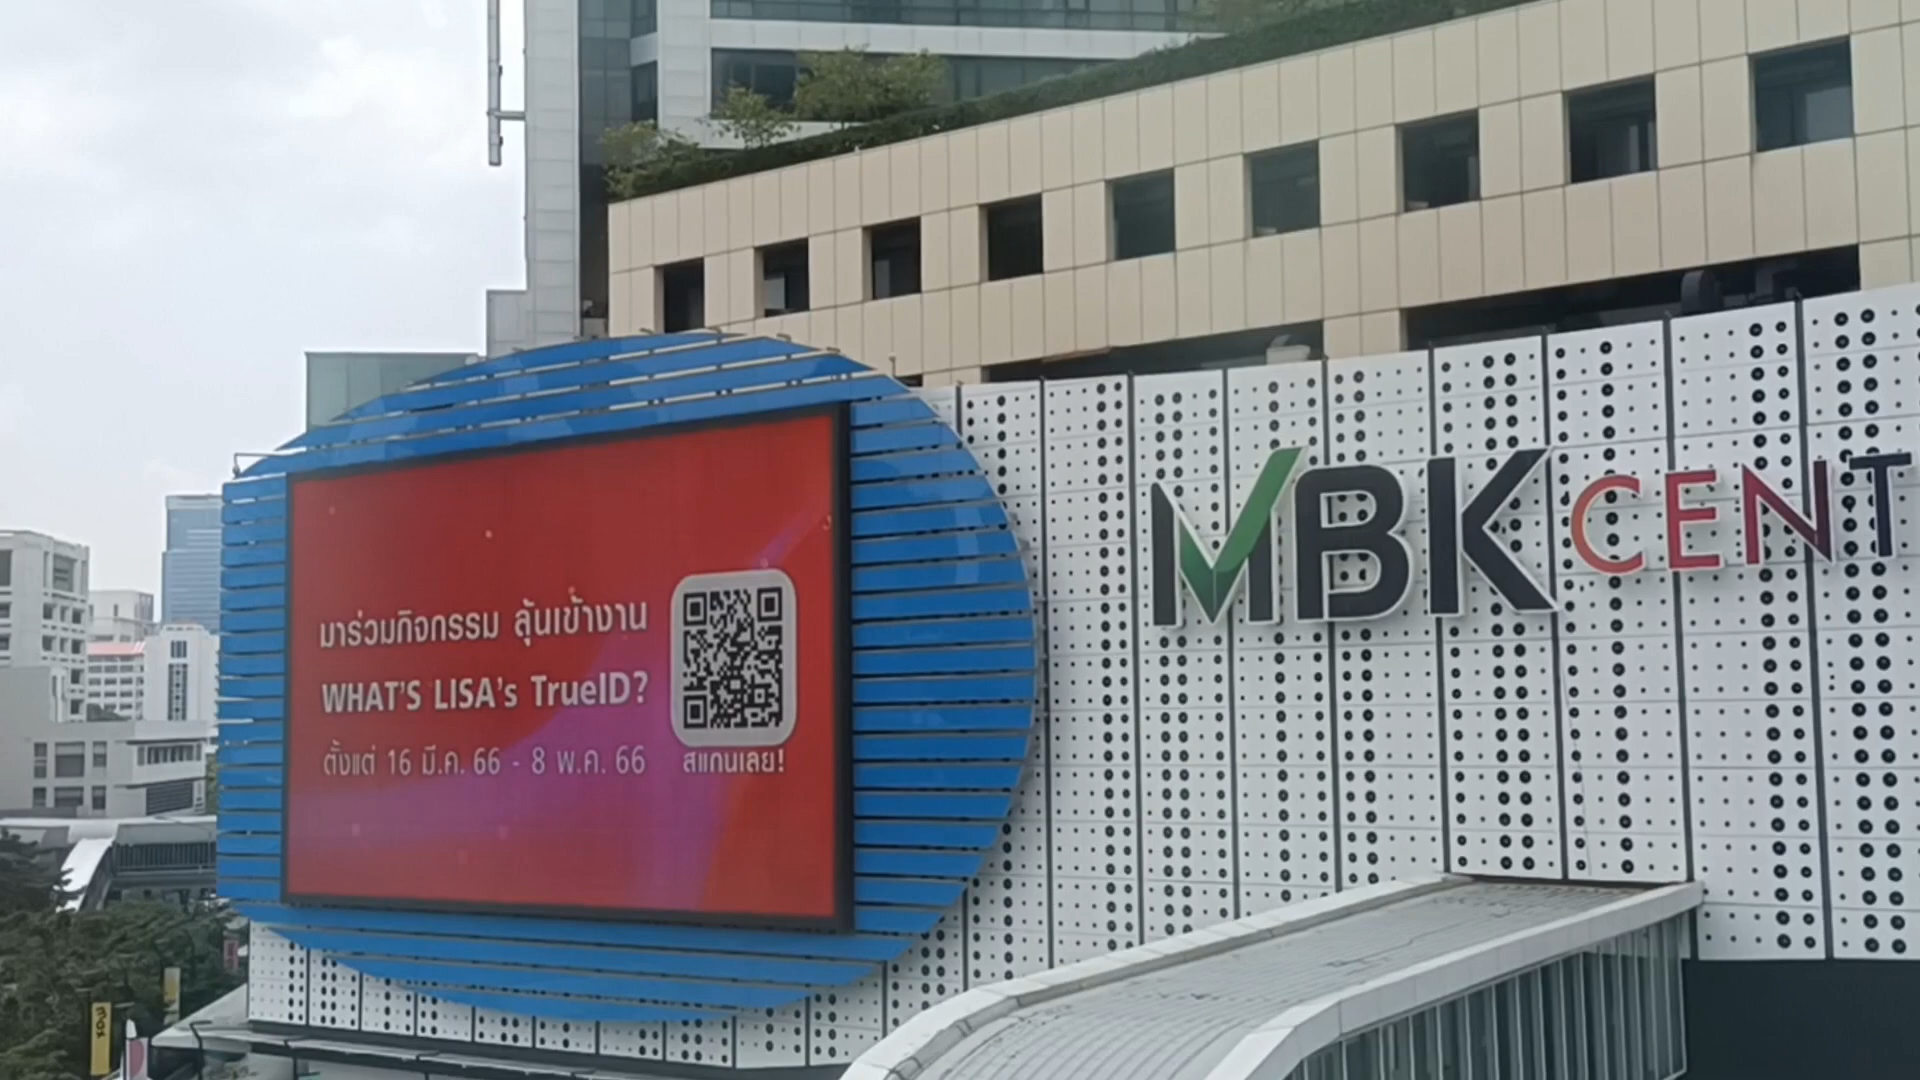 มาร่วมกิจกรรม ลุ้นเข้างาน
WHAT'S LISA's TrueID?
ตั้งแต่ 16 มี.ค. 66 - 8 พ.ค. 66
สแกนเลย!
MBK CENT